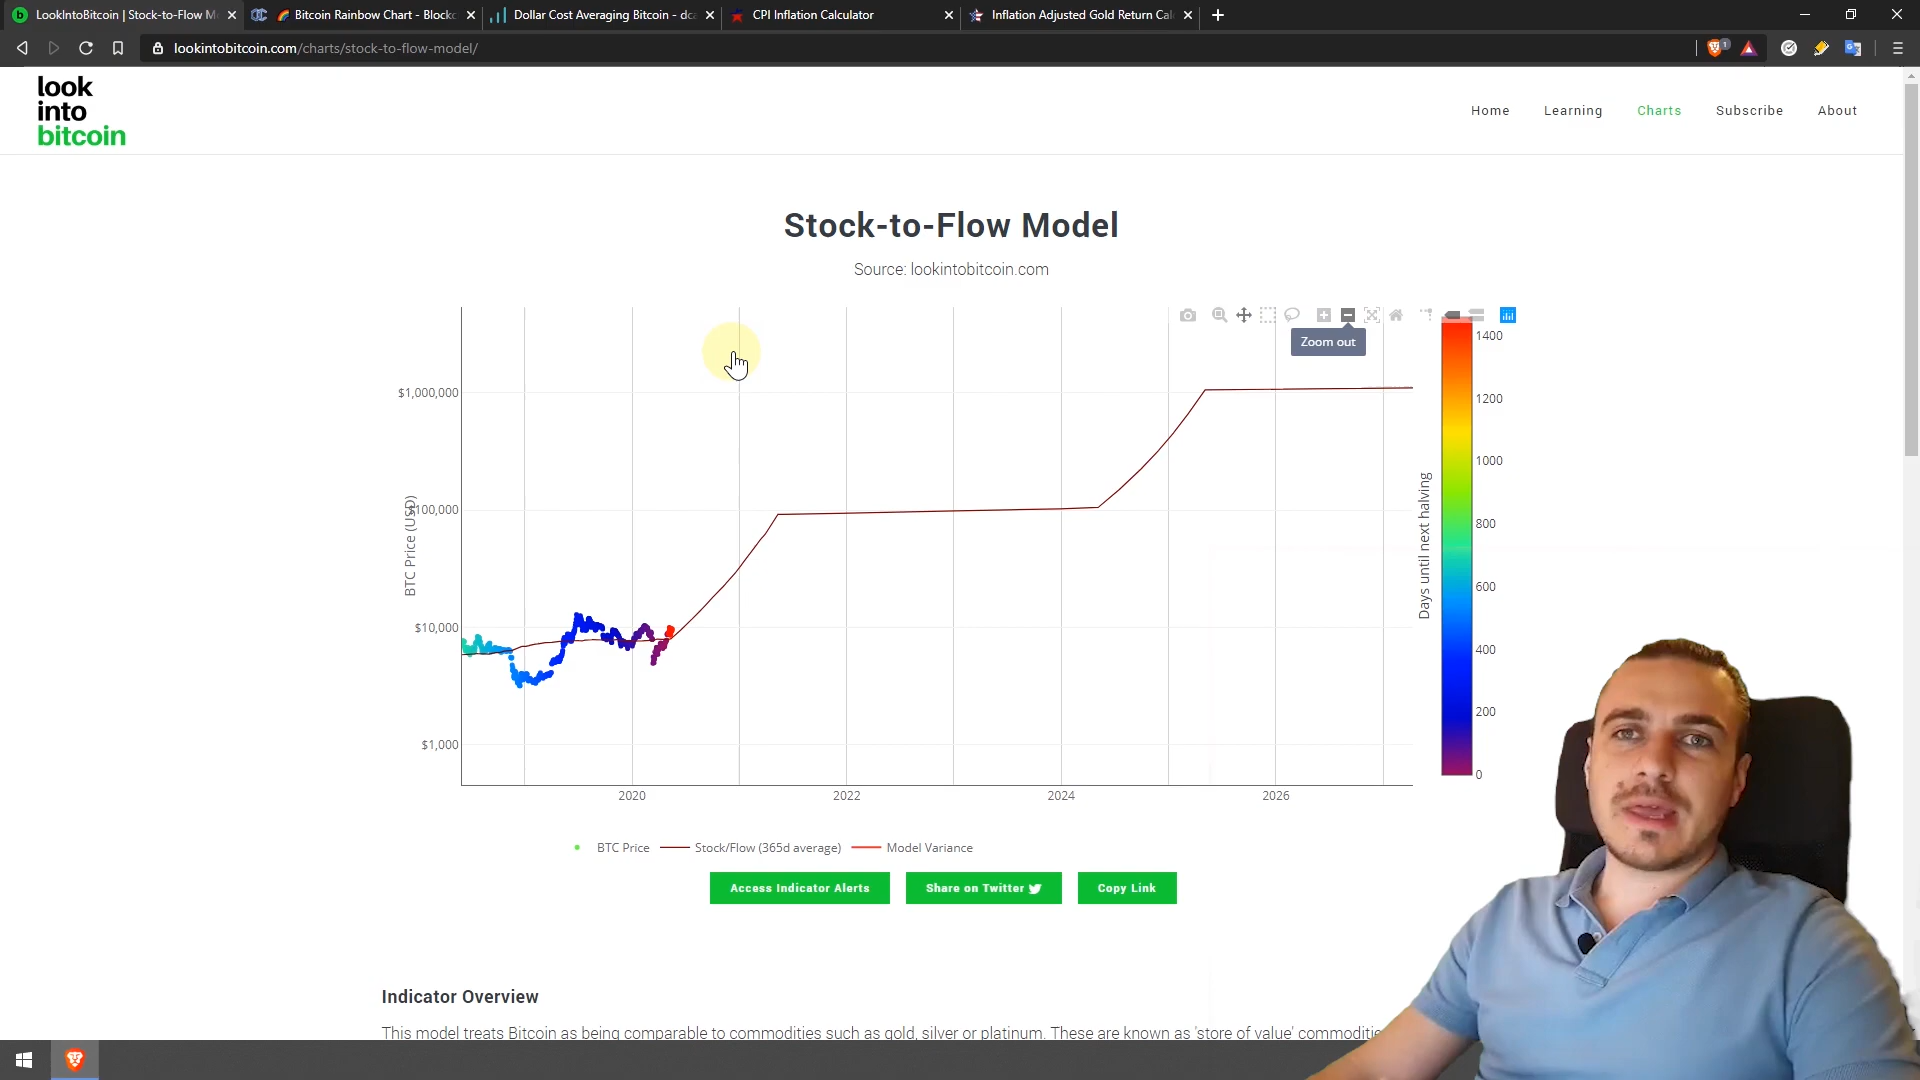 LookIntoBitcoin | Stock-to-Flow M
Bitcoin Rainbow Chart - Blockc
Dollar Cost Averaging Bitcoin - dca
CPI Inflation Calculator
Inflation Adjusted Gold Return Cal
lookintobitcoin.com/charts/stock-to-flow-model/
1
look
into
bitcoin
Home
Learning
Charts
Subscribe
About
Stock-to-Flow Model
Source: lookintobitcoin.com
Zoom out
$1,000,000
$100,000
$10,000
$1,000
BTC Price (USD)
2020
2022
2024
2026
1400
1200
1000
800
600
400
200
0
Days until next halving
BTC Price
Stock/Flow (365d average)
Model Variance
Access Indicator Alerts
Share on Twitter
Copy Link
Indicator Overview
This model treats Bitcoin as being comparable to commodities such as gold, silver or platinum. These are known as 'store of value' commoditie